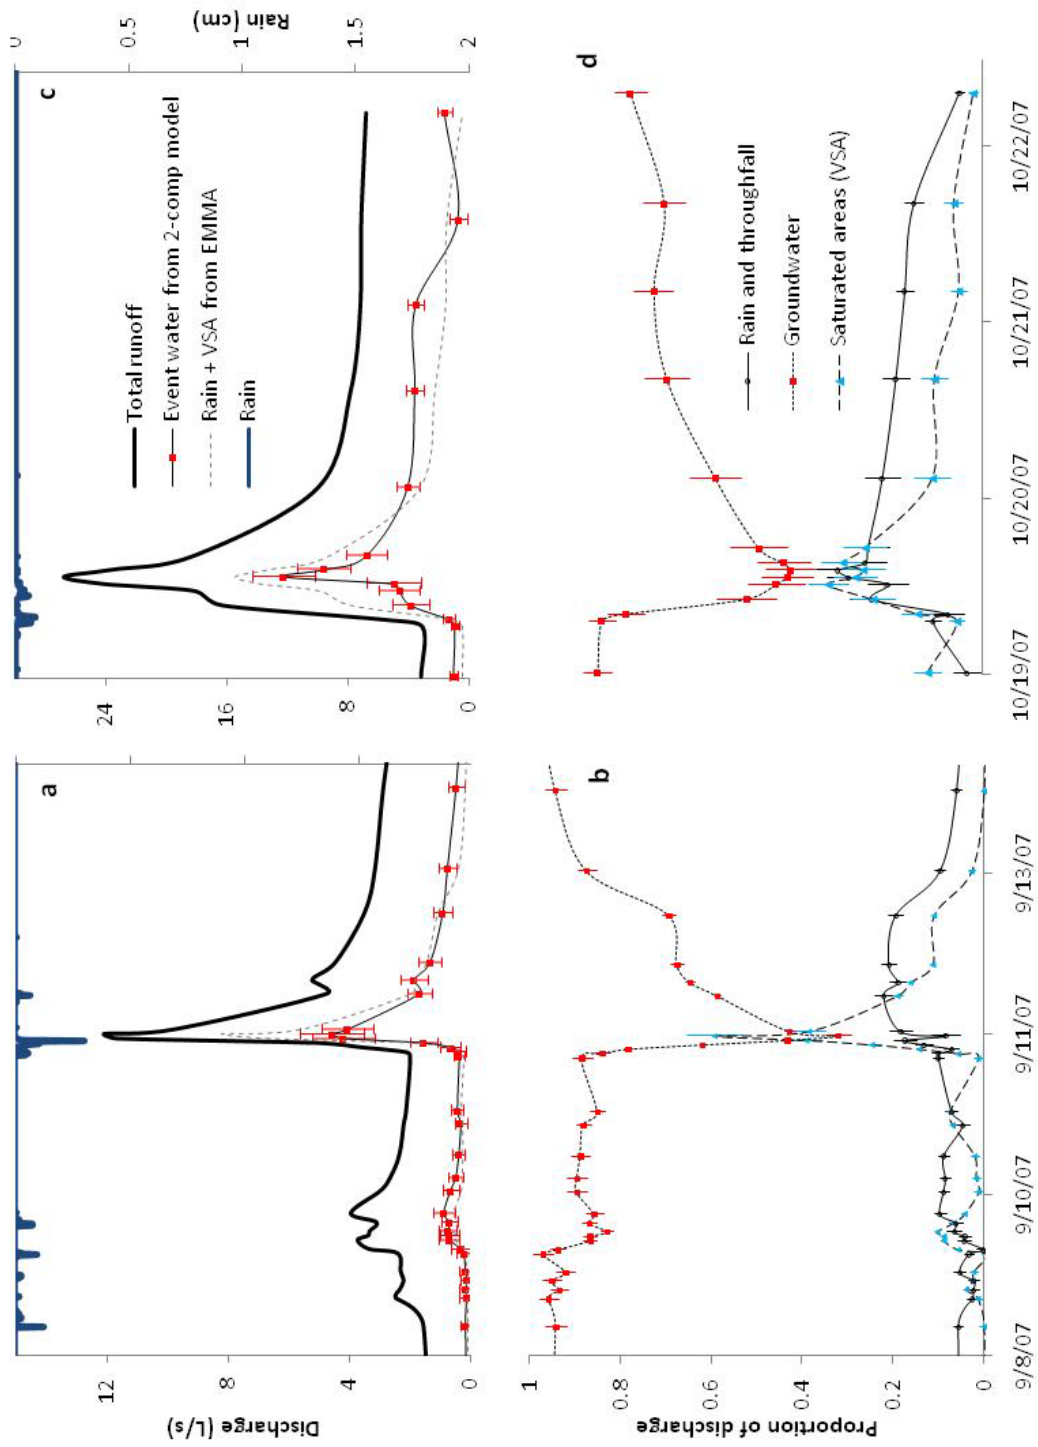 a
c
Total runoff
Event water from 2-comp model
Rain + VSA from EMMA
Rain
Discharge (L/s)
12
8
4
0
24
16
8
0
Rain (cm)
0
0.5
1
1.5
2
b
d
Rain and throughfall
Groundwater
Saturated areas (VSA)
Proportion of discharge
1
0.8
0.6
0.4
0.2
0
9/8/07
9/10/07
9/11/07
9/13/07
10/19/07
10/20/07
10/21/07
10/22/07